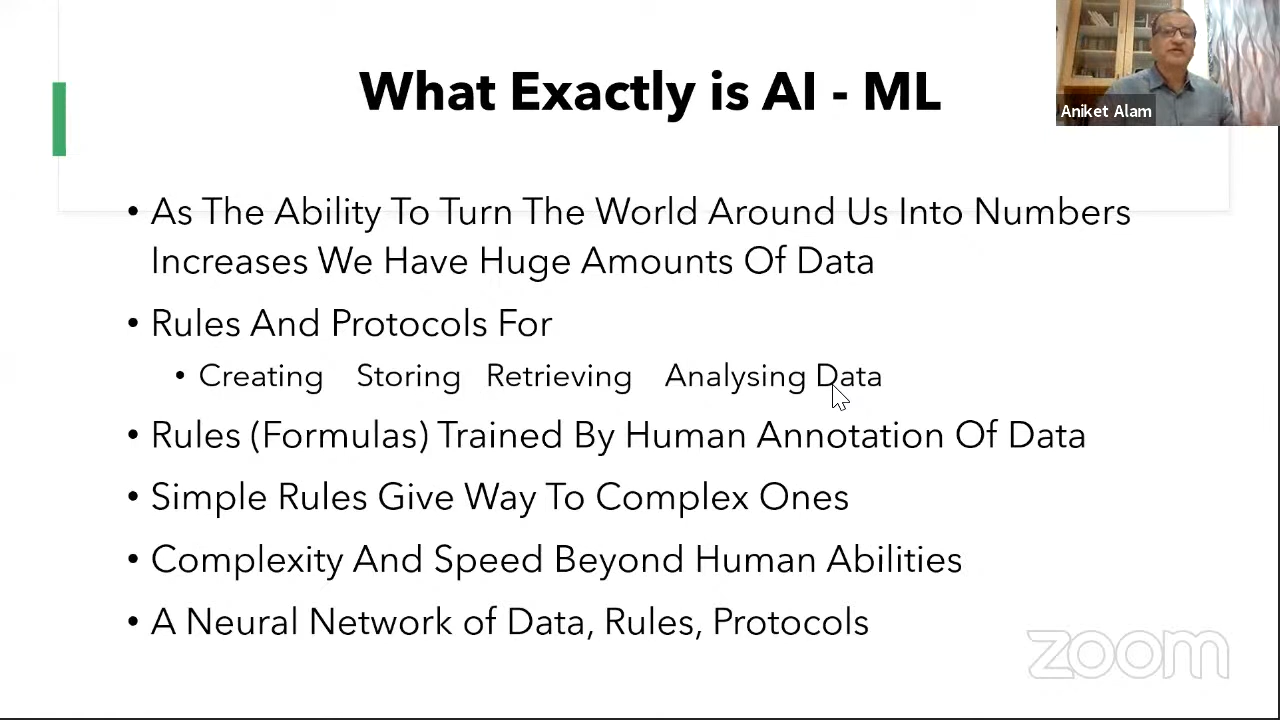 What Exactly is AI - ML
Aniket Alam
• As The Ability To Turn The World Around Us Into Numbers
Increases We Have Huge Amounts Of Data
• Rules And Protocols For
• Creating Storing Retrieving Analysing Data
• Rules (Formulas) Trained By Human Annotation Of Data
• Simple Rules Give Way To Complex Ones
• Complexity And Speed Beyond Human Abilities
• A Neural Network of Data, Rules, Protocols
zoom